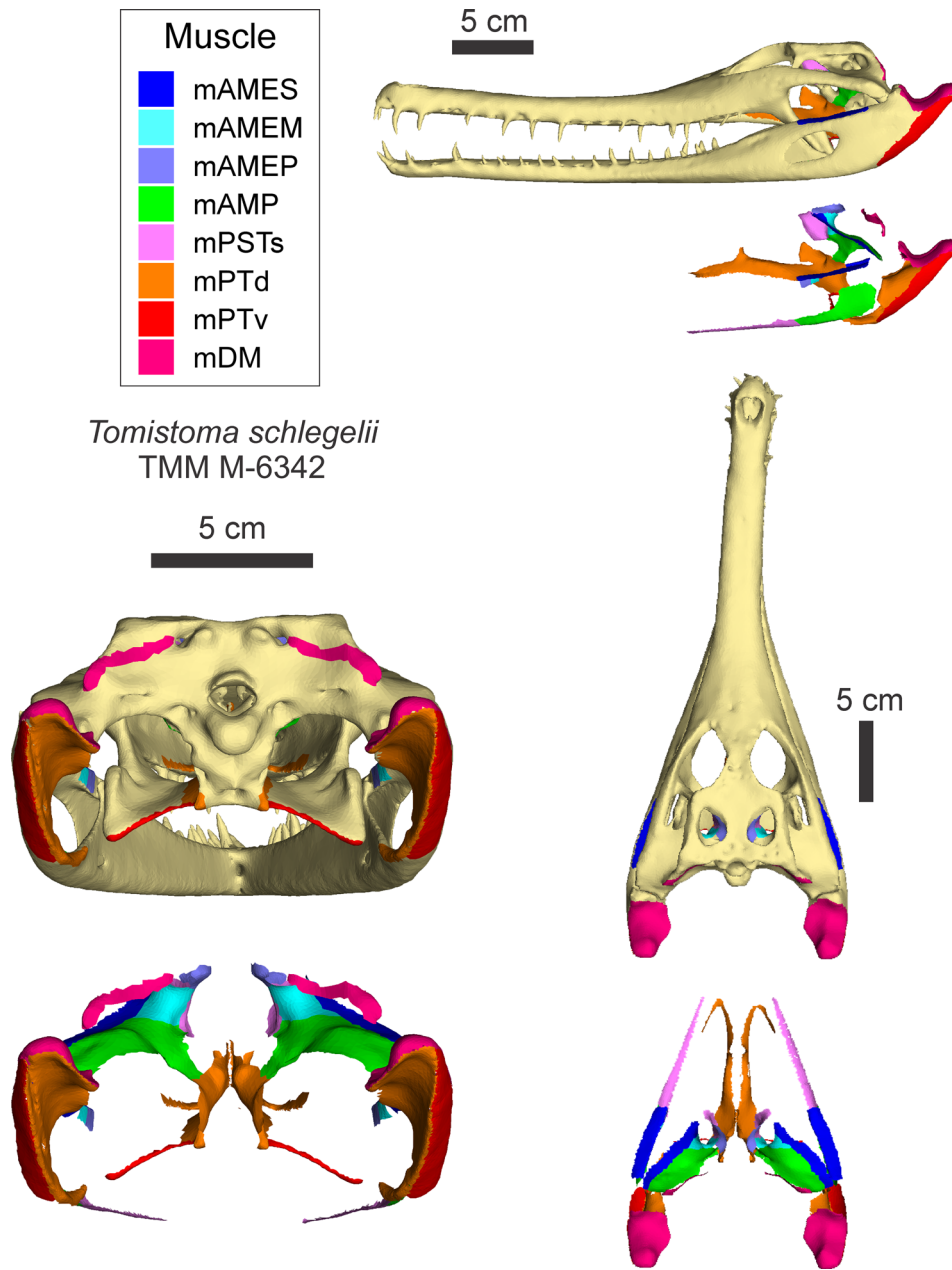 Muscle
mAMES
mAMEM
mAMEP
mAMP
mPSTs
mPTd
mPTv
mDM
5 cm
Tomistoma schlegelii
TMM M-6342
5 cm
5 cm